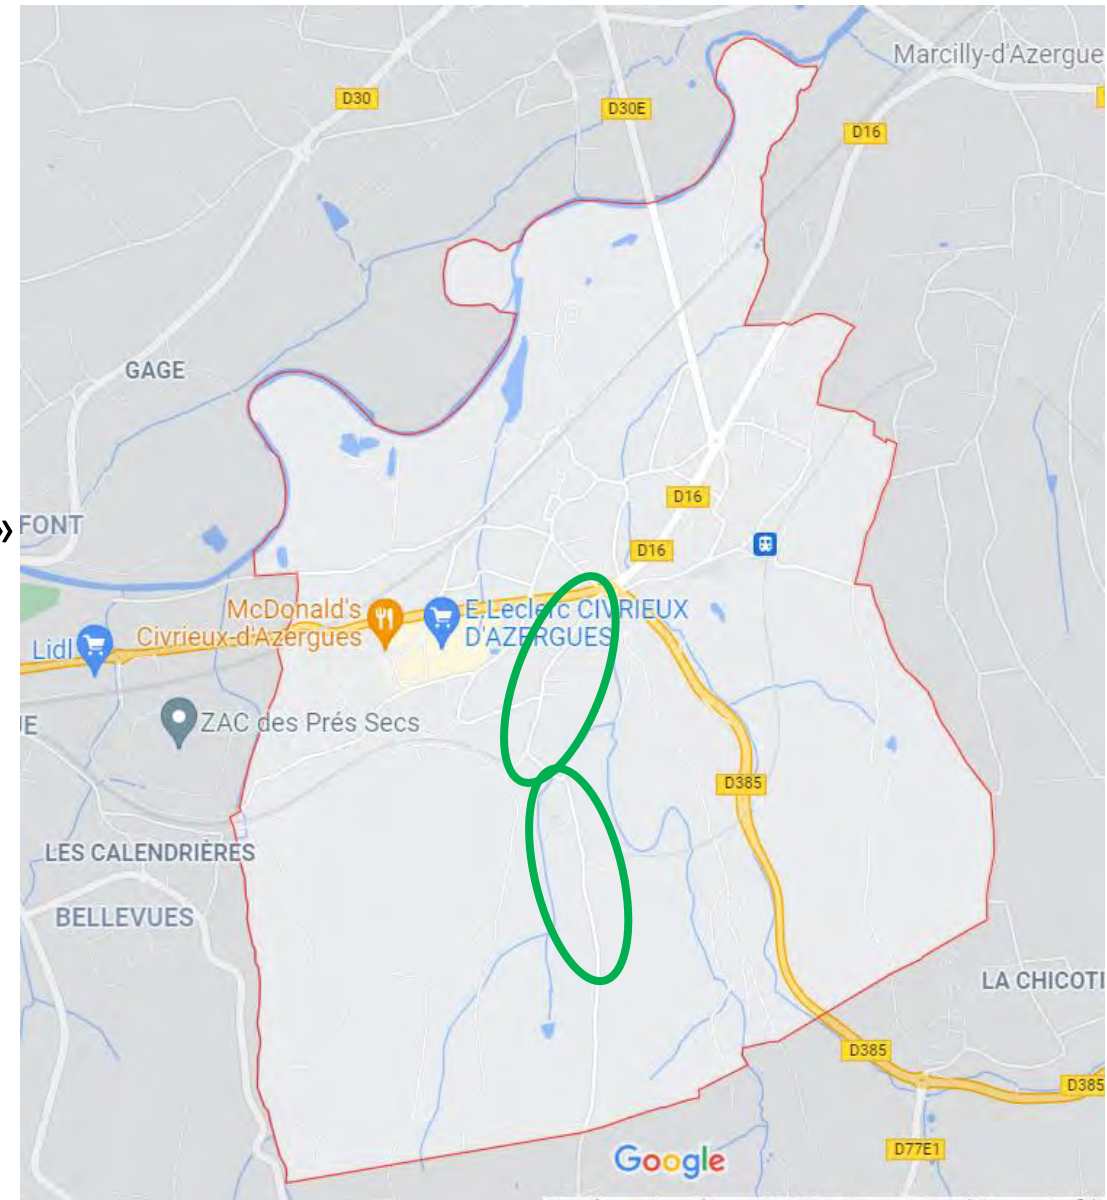 Marcilly-d'Azergue
D30
D30E
D16
GAGE
D16
» FONT
D16
McDonald's
Civrieux-d'Azergues
E.Leclerc CIVRIEUX
D'AZERGUES
Lidl
UE
ZAC des Prés Secs
D385
LES CALENDRIÈRES
BELLEVUES
LA CHICOTI
D385
D385
D77E1
Google